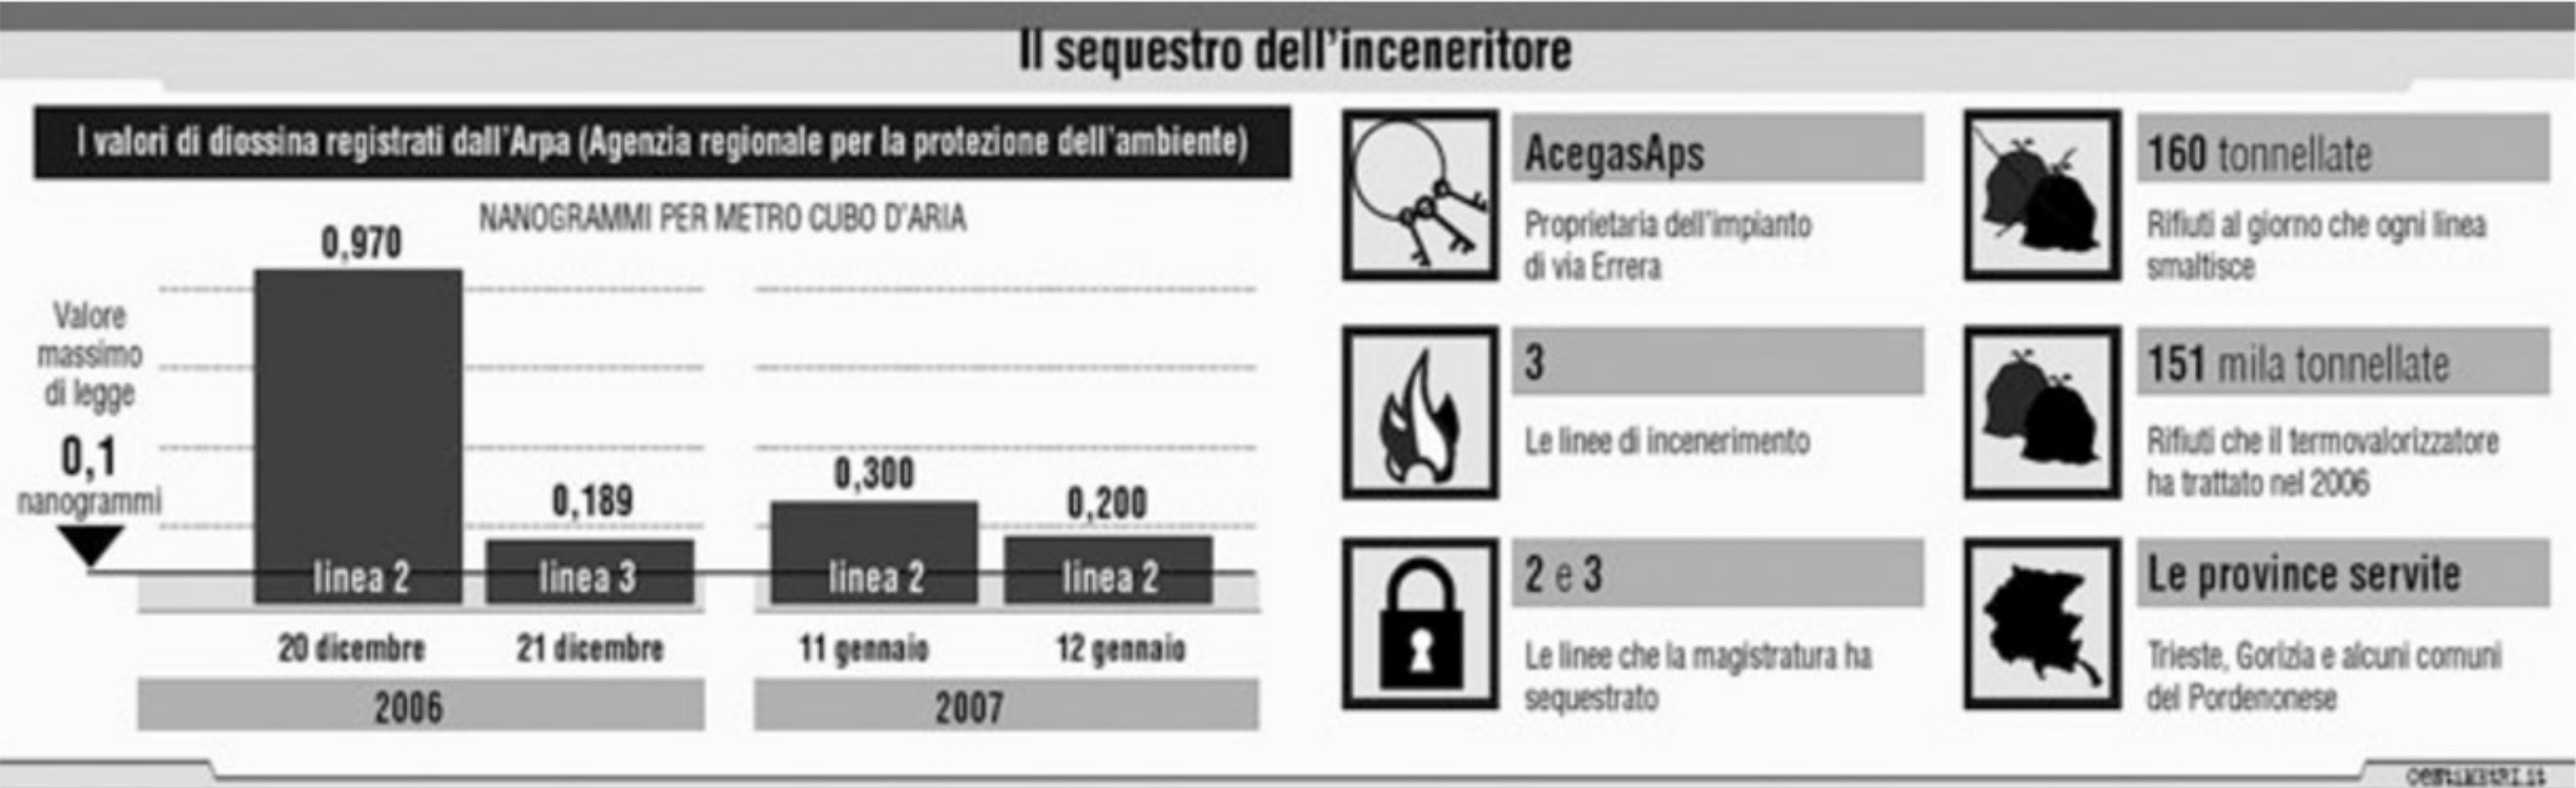 Il sequestro dell'inceneritore
I valori di diossina registrati dall'Arpa (Agenzia regionale per la protezione dell'ambiente)
NANOGRAMMI PER METRO CUBO D'ARIA
Valore
massimo
di legge
0,1
nanogrammi
0,970
0,189
0,300
0,200
linea 2
linea 3
linea 2
linea 2
20 dicembre
21 dicembre
11 gennaio
12 gennaio
2006
2007
AcegasAps
Proprietaria dell'impianto
di via Errera
3
Le linee di incenerimento
2 e 3
Le linee che la magistratura ha
sequestrato
160 tonnellate
Rifiuti al giorno che ogni linea
smaltisce
151 mila tonnellate
Rifiuti che il termovalorizzatore
ha trattato nel 2006
Le province servite
Trieste, Gorizia e alcuni comuni
del Pordenonese
CENTIMETRI.it